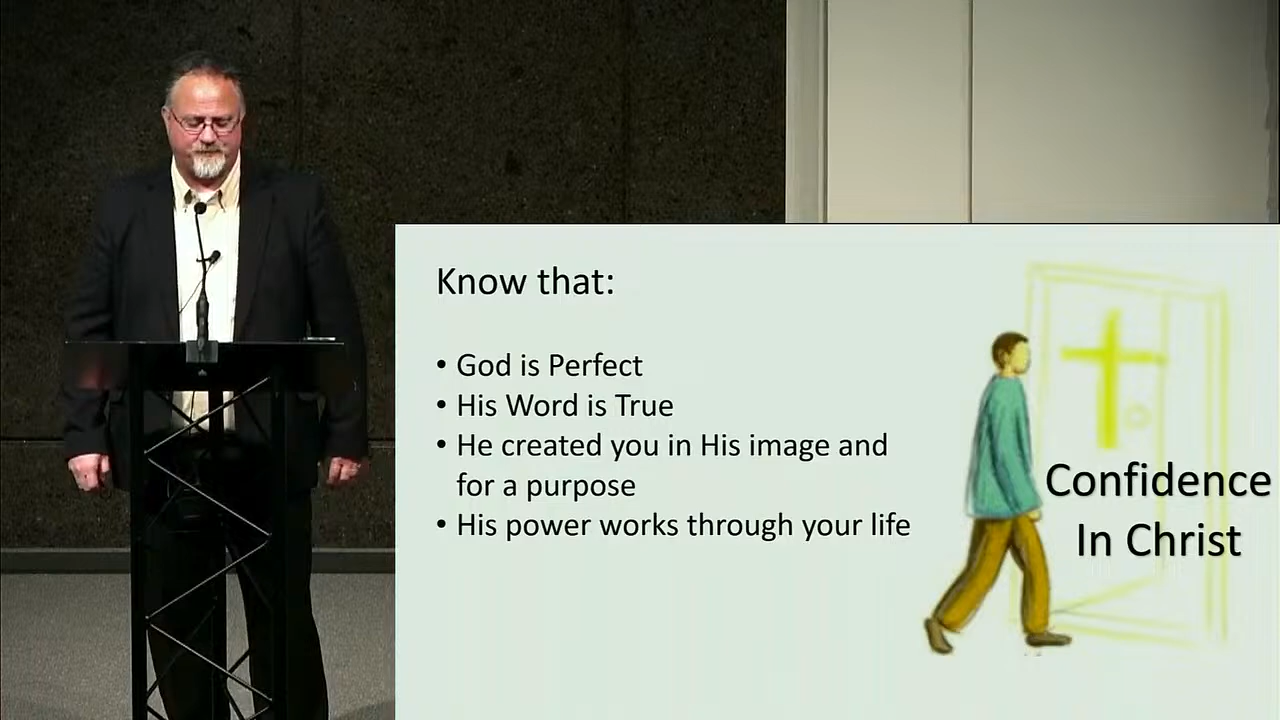 Know that:
• God is Perfect
• His Word is True
• He created you in His image and
for a purpose
• His power works through your life
Confidence
In Christ